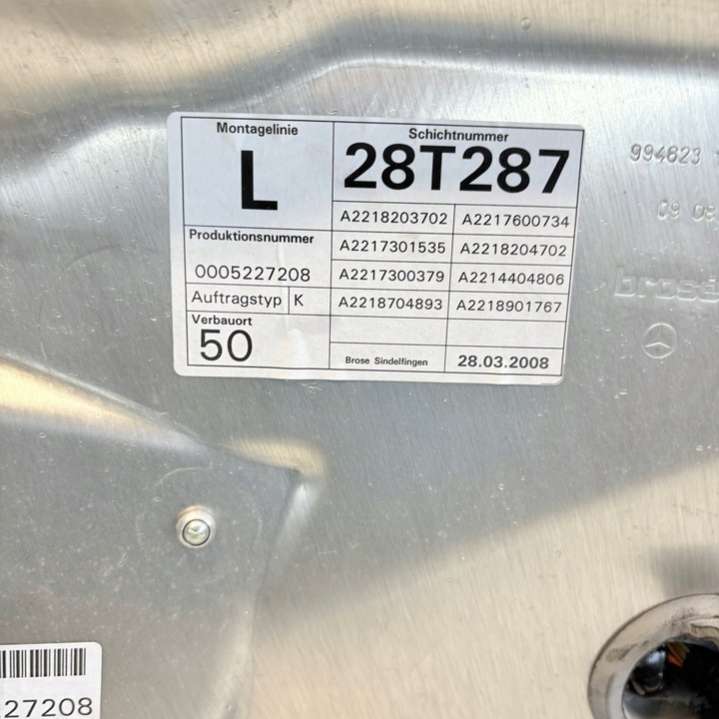 Montagelinie
L
Schichtnummer
28T287
A2218203702 A2217600734
Produktionsnummer
0005227208
A2217301535 A2218204702
A2217300379 A2214404806
Auftragstyp K
A2218704893 A2218901767
Verbauort
50
Brose Sindelfingen 28.03.2008
994623
brose
27208